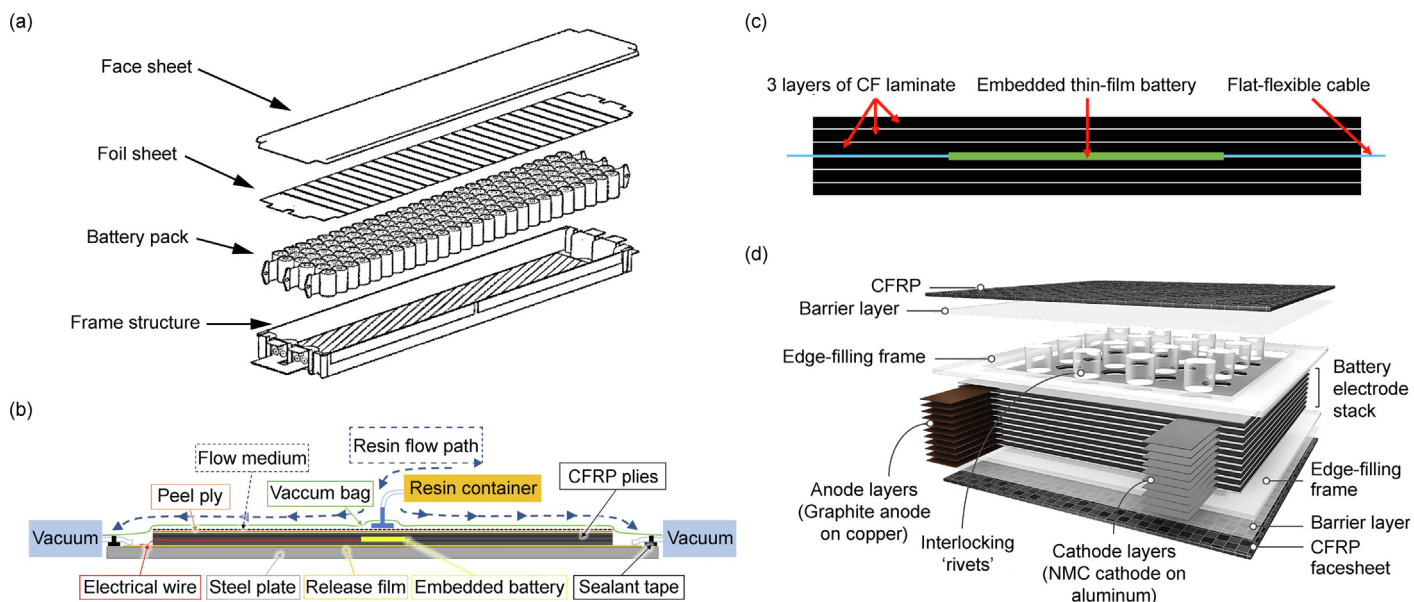 (a)
Face sheet
Foil sheet
Battery pack
Frame structure
(b)
Resin flow path
Flow medium
CFRP plies
Peel ply
Vaccum bag
Resin container
Vacuum
Vacuum
Electrical wire
Steel plate
Release film
Embedded battery
Sealant tape
(c)
3 layers of CF laminate
Embedded thin-film battery
Flat-flexible cable
(d)
CFRP
Barrier layer
Edge-filling frame
Battery
electrode
stack
Anode layers
(Graphite anode
on copper)
Interlocking
‘rivets’
Cathode layers
(NMC cathode on
aluminum)
Edge-filling
frame
Barrier layer
CFRP
facesheet